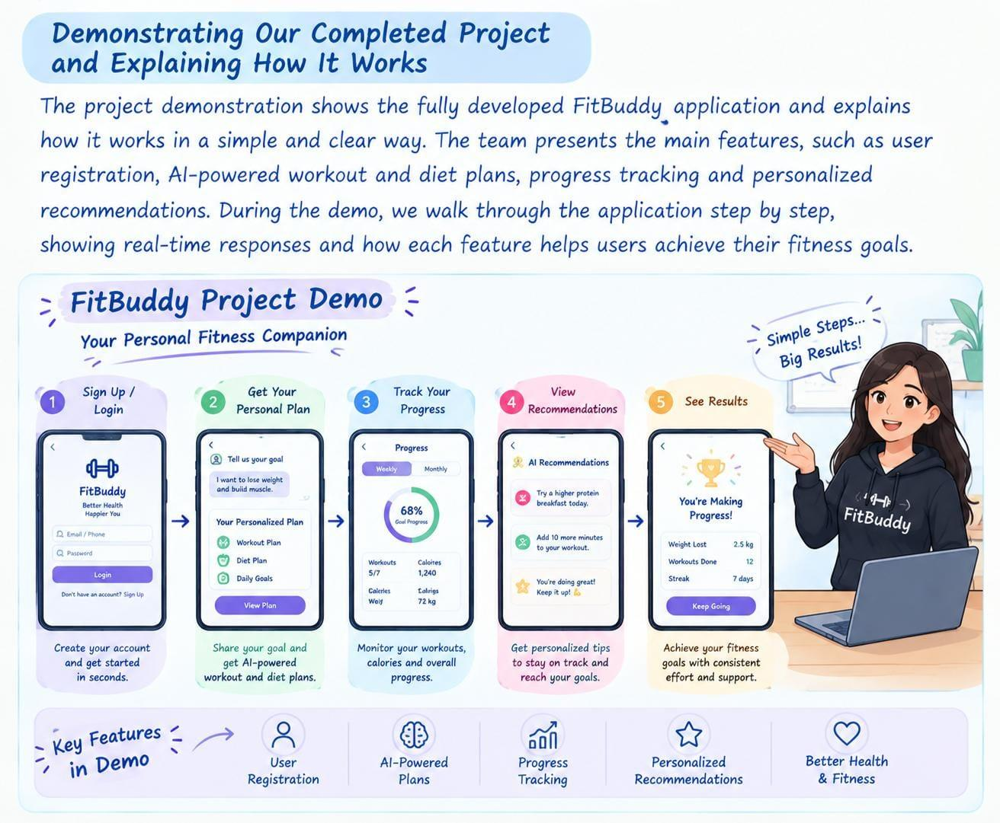 Demonstrating Our Completed Project
and Explaining How It Works
The project demonstration shows the fully developed FitBuddy application and explains
how it works in a simple and clear way. The team presents the main features, such as user
registration, AI-powered workout and diet plans, progress tracking and personalized
recommendations. During the demo, we walk through the application step by step,
showing real-time responses and how each feature helps users achieve their fitness goals.
FitBuddy Project Demo
Your Personal Fitness Companion
Simple Steps...
Big Results!
1
Sign Up /
Login
FitBuddy
Better Health
Happier You
Email / Phone
Password
Login
Don't have an account? Sign Up
Create your account
and get started
in seconds.
2
Get Your
Personal Plan
Tell us your goal
I want to lose weight
and build muscle.
Your Personalized Plan
Workout Plan
Diet Plan
Daily Goals
View Plan
Share your goal and
get AI-powered
workout and diet plans.
3
Track Your
Progress
Progress
Weekly Monthly
68%
Goal Progress
Workouts Calories
5/7 1,240
72 kg
Monitor your workouts,
calories and overall
progress.
4
View
Recommendations
AI Recommendations
Try a higher protein
breakfast today.
Add 10 more minutes
to your workout.
You're doing great!
Keep it up! 💪
Get personalized tips
to stay on track and
reach your goals.
5
See Results
You're Making
Progress!
Weight Lost 2.5 kg
Workouts Done 12
Streak 7 days
Keep Going
Achieve your fitness
goals with consistent
effort and support.
FitBuddy
Key Features
in Demo
User
Registration
AI-Powered
Plans
Progress
Tracking
Personalized
Recommendations
Better Health
& Fitness